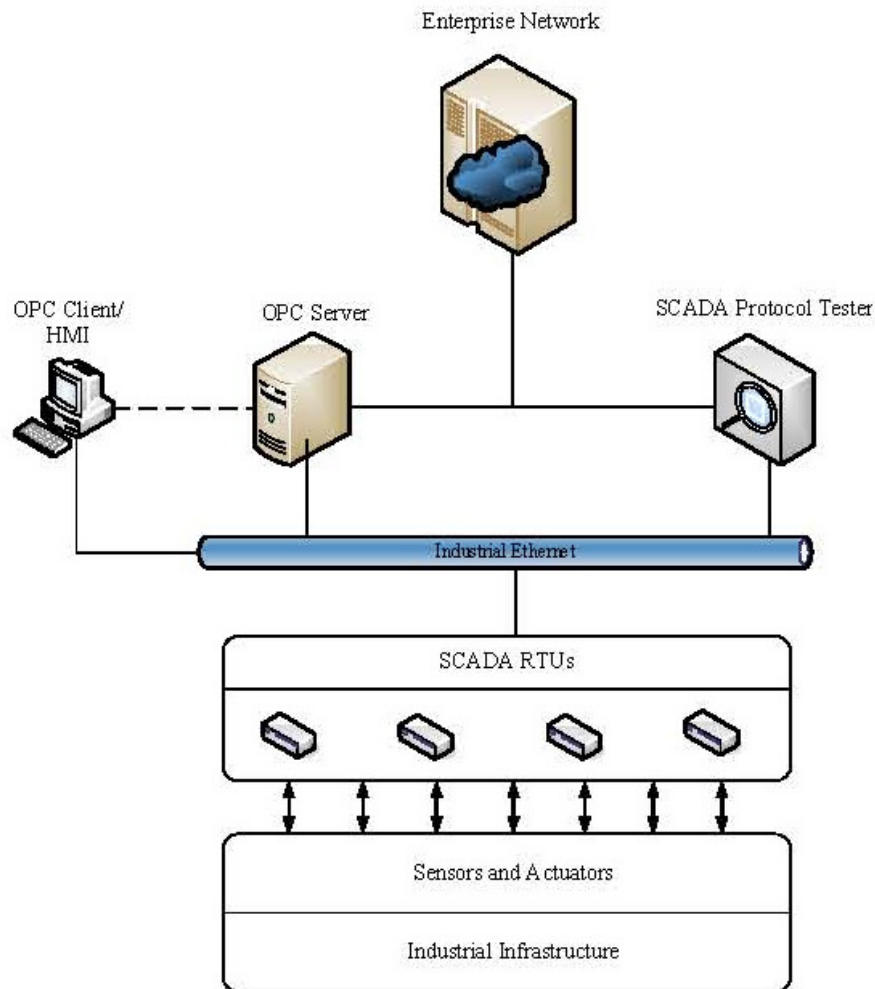 Enterprise Network
OPC Client/
HMI
OPC Server
SCADA Protocol Tester
Industrial Ethernet
SCADA RTUs
Sensors and Actuators
Industrial Infrastructure